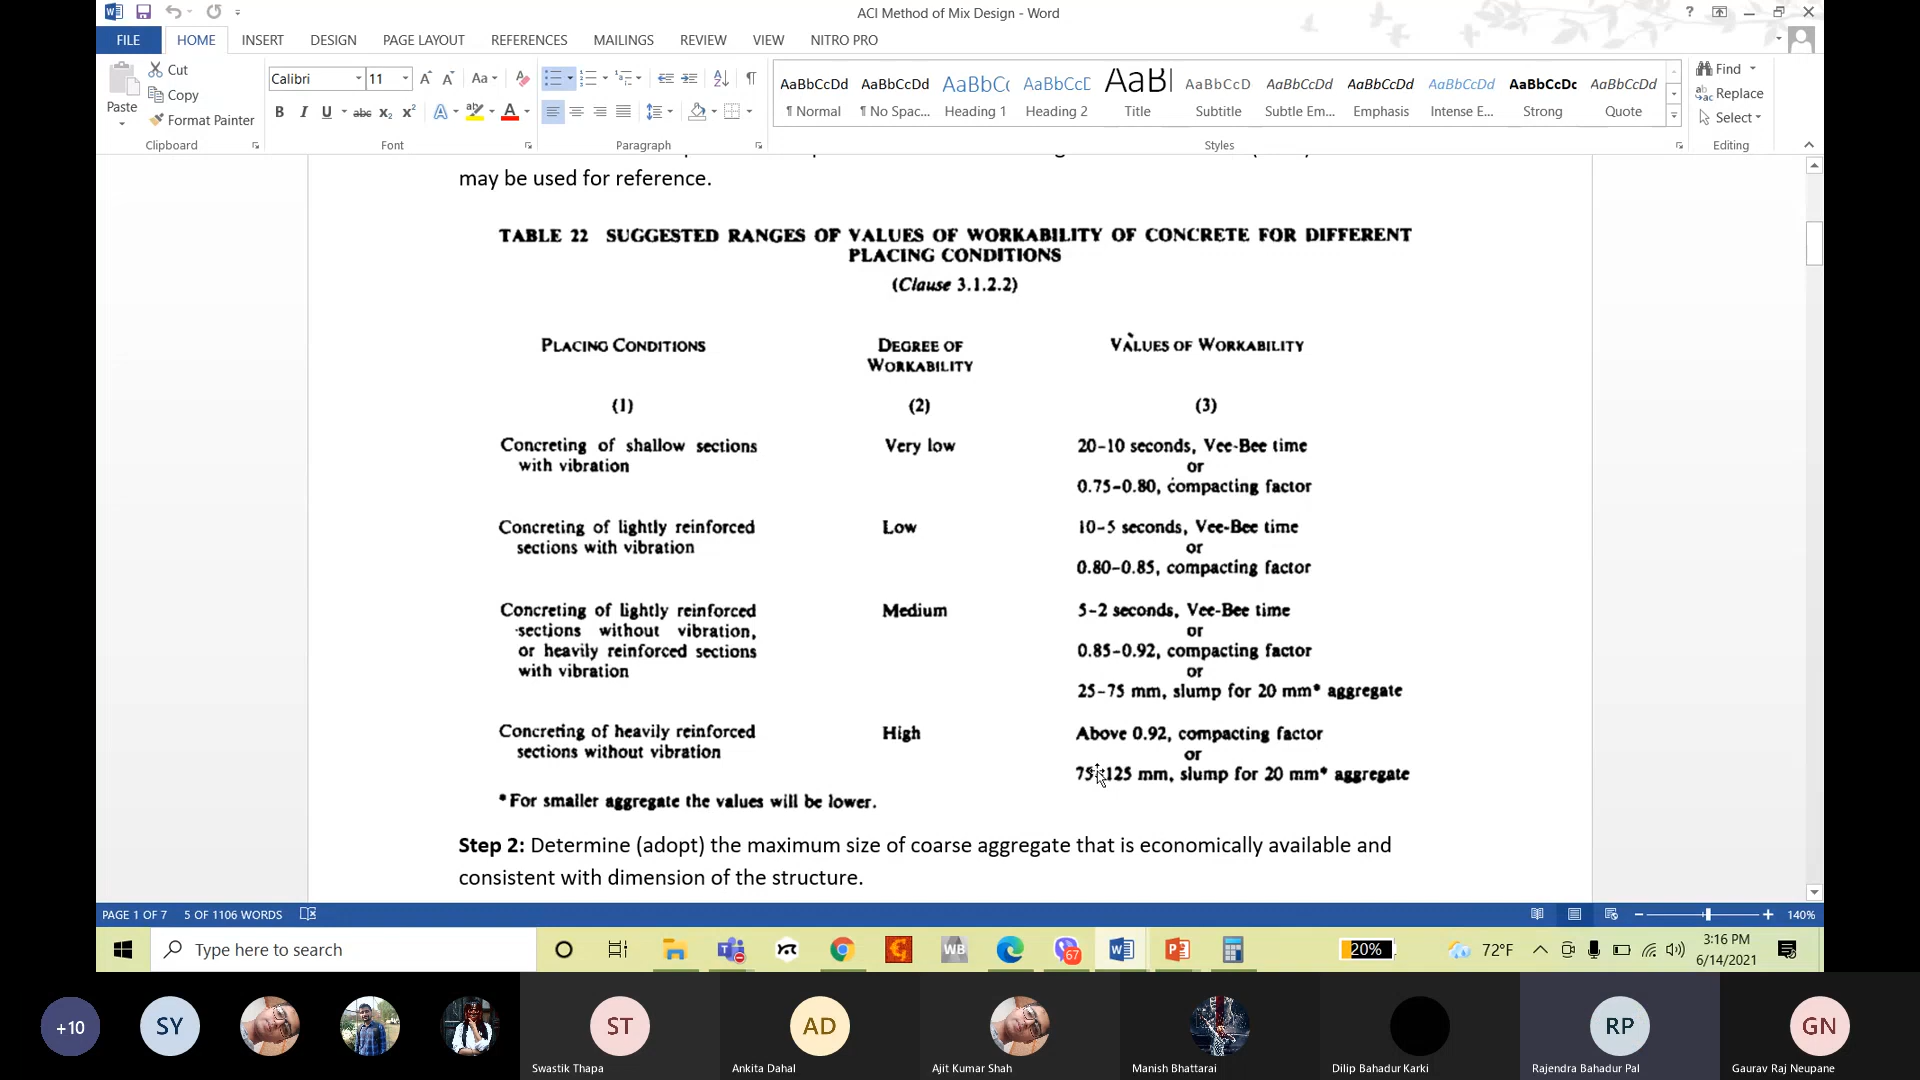 ACI Method of Mix Design - Word
FILE HOME INSERT DESIGN PAGE LAYOUT REFERENCES MAILINGS REVIEW VIEW NITRO PRO
Paste
Cut
Copy
Format Painter
Clipboard
Calibri 11
Font
Paragraph
AaBbCcDd AaBbCcDd AaBbCc AaBbCcD AaBl AaBbCcD AaBbCcDd AaBbCcDd AaBbCcDd AaBbCcDc AaBbCcDd
¶ Normal ¶ No Spac... Heading 1 Heading 2 Title Subtitle Subtle Em... Emphasis Intense E... Strong Quote
Styles
Find
Replace
Select
Editing
may be used for reference.
TABLE 22 SUGGESTED RANGES OF VALUES OF WORKABILITY OF CONCRETE FOR DIFFERENT
PLACING CONDITIONS
(Clause 3.1.2.2)
PLACING CONDITIONS DEGREE OF WORKABILITY VALUES OF WORKABILITY
(1) (2) (3)
Concreting of shallow sections Very low 20-10 seconds, Vee-Bee time
with vibration or
0.75-0.80, compacting factor
Concreting of lightly reinforced Low 10-5 seconds, Vee-Bee time
sections with vibration or
0.80-0.85, compacting factor
Concreting of lightly reinforced Medium 5-2 seconds, Vee-Bee time
sections without vibration, or
or heavily reinforced sections 0.85-0.92, compacting factor
with vibration or
25-75 mm, slump for 20 mm* aggregate
Concreting of heavily reinforced High Above 0.92, compacting factor
sections without vibration or
75-125 mm, slump for 20 mm* aggregate
*For smaller aggregate the values will be lower.
Step 2: Determine (adopt) the maximum size of coarse aggregate that is economically available and
consistent with dimension of the structure.
PAGE 1 OF 7 5 OF 1106 WORDS 140%
Type here to search
WB
67
20%
72°F
3:16 PM
6/14/2021
+10 SY ST AD RP GN
Swastik Thapa Ankita Dahal Ajit Kumar Shah Manish Bhattarai Dilip Bahadur Karki Rajendra Bahadur Pal Gaurav Raj Neupane